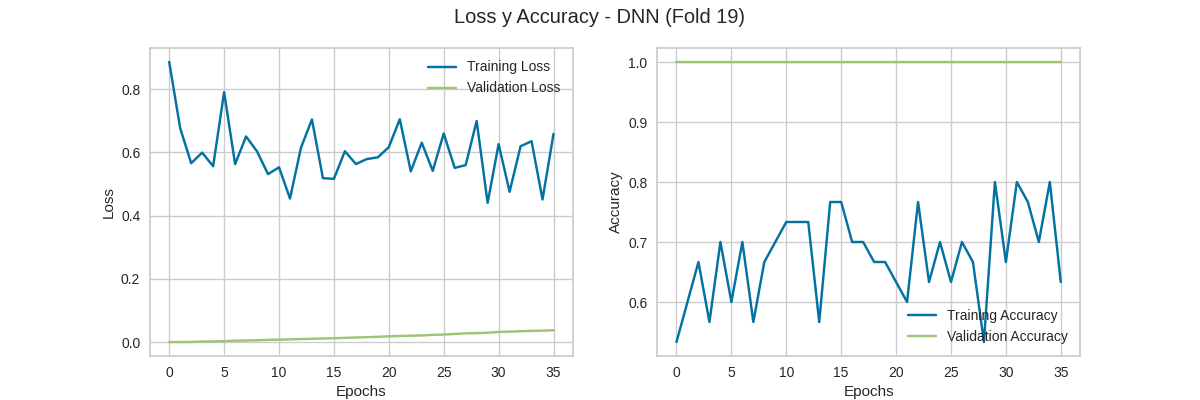 Loss y Accuracy - DNN (Fold 19)
Training Loss
Validation Loss
0.8
0.6
0.4
0.2
0.0
Loss
0 5 10 15 20 25 30 35
Epochs
1.0
0.9
0.8
0.7
0.6
Accuracy
Training Accuracy
Validation Accuracy
0 5 10 15 20 25 30 35
Epochs